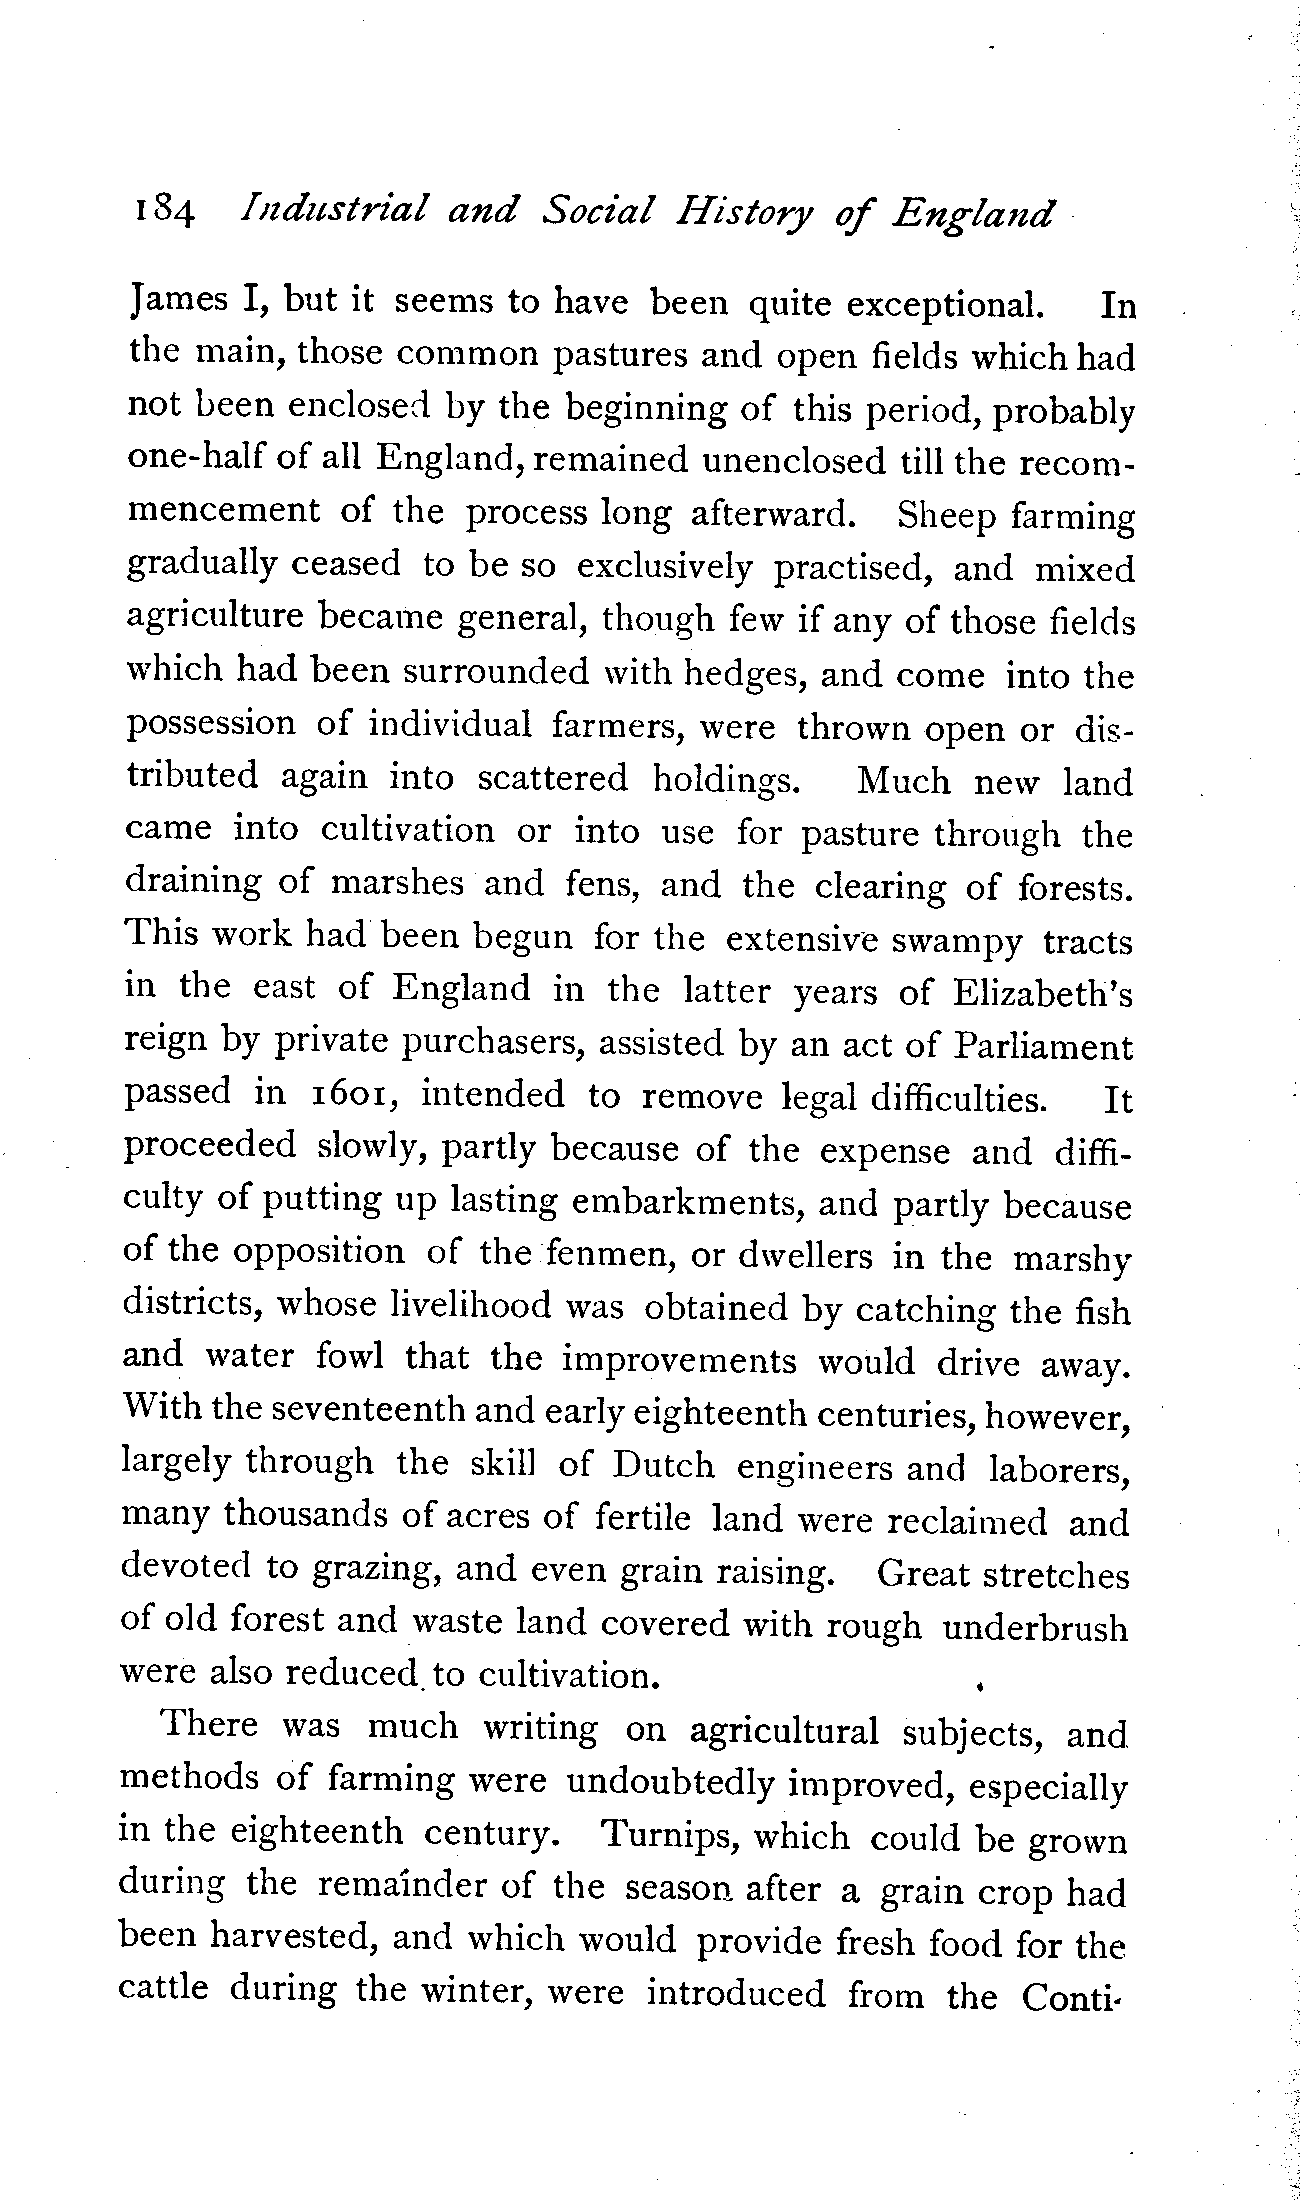 184 Industrial and Social History of England
James I, but it seems to have been quite exceptional. In
the main, those common pastures and open fields which had
not been enclosed by the beginning of this period, probably
one-half of all England, remained unenclosed till the recom-
mencement of the process long afterward. Sheep farming
gradually ceased to be so exclusively practised, and mixed
agriculture became general, though few if any of those fields
which had been surrounded with hedges, and come into the
possession of individual farmers, were thrown open or dis-
tributed again into scattered holdings. Much new land
came into cultivation or into use for pasture through the
draining of marshes and fens, and the clearing of forests.
This work had been begun for the extensive swampy tracts
in the east of England in the latter years of Elizabeth's
reign by private purchasers, assisted by an act of Parliament
passed in 1601, intended to remove legal difficulties. It
proceeded slowly, partly because of the expense and diffi-
culty of putting up lasting embarkments, and partly because
of the opposition of the fenmen, or dwellers in the marshy
districts, whose livelihood was obtained by catching the fish
and water fowl that the improvements would drive away.
With the seventeenth and early eighteenth centuries, however,
largely through the skill of Dutch engineers and laborers,
many thousands of acres of fertile land were reclaimed and
devoted to grazing, and even grain raising. Great stretches
of old forest and waste land covered with rough underbrush
were also reduced to cultivation.
There was much writing on agricultural subjects, and
methods of farming were undoubtedly improved, especially
in the eighteenth century. Turnips, which could be grown
during the remainder of the season after a grain crop had
been harvested, and which would provide fresh food for the
cattle during the winter, were introduced from the Conti-